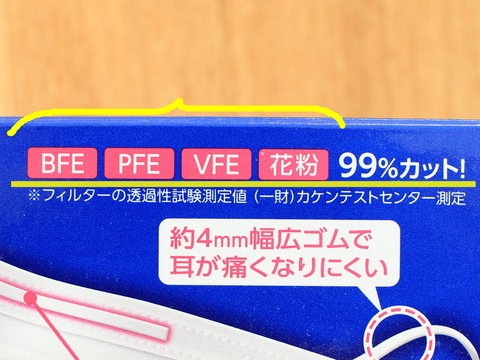 BFE PFE VFE 花粉 99%カット!
※フィルターの透過性試験測定値 (一財)カケンテストセンター測定
約4mm幅広ゴムで
耳が痛くなりにくい